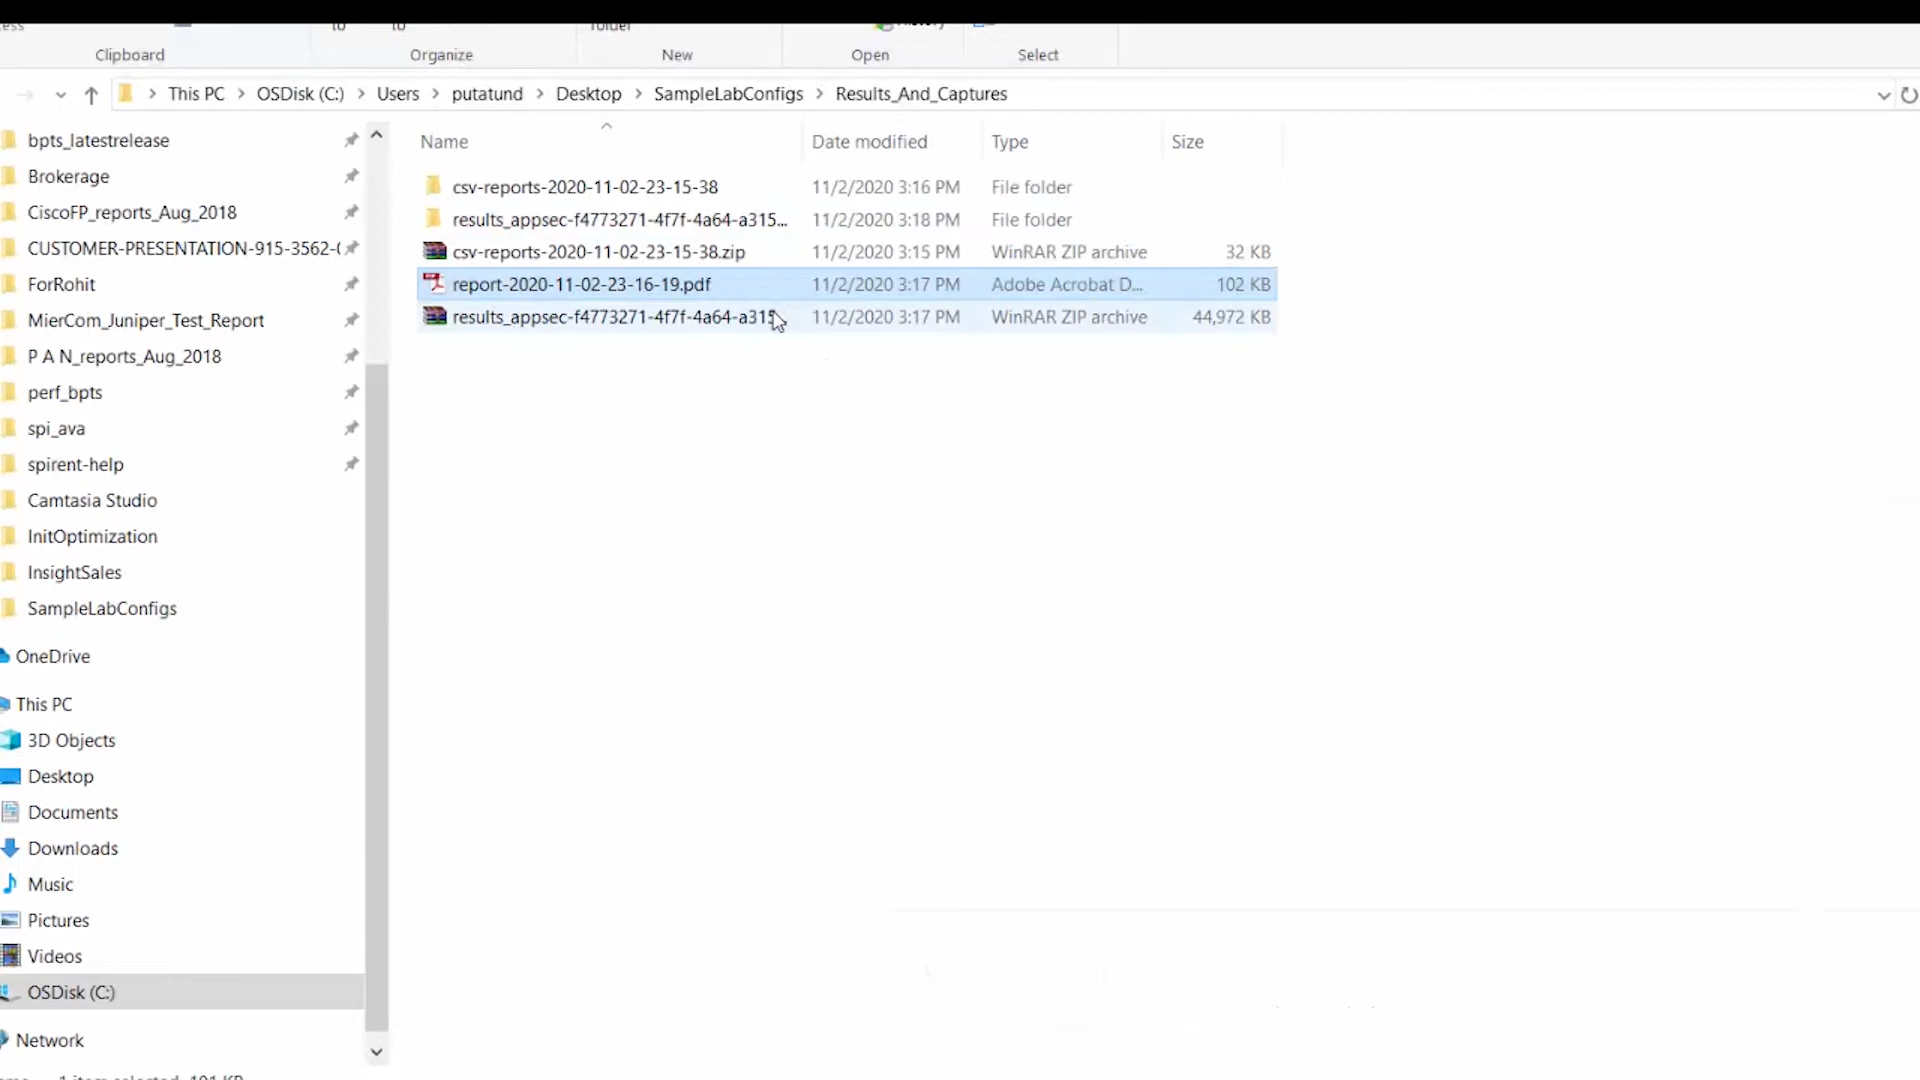 Clipboard
Organize
New
Open
Select
This PC
OSDisk (C:)
Users
putatund
Desktop
SampleLabConfigs
Results_And_Captures
bpts_latestrelease
Brokerage
CiscoFP_reports_Aug_2018
CUSTOMER-PRESENTATION-915-3562-(
ForRohit
MierCom_Juniper_Test_Report
P A N_reports_Aug_2018
perf_bpts
spi_ava
spirent-help
Camtasia Studio
InitOptimization
InsightSales
SampleLabConfigs
OneDrive
This PC
3D Objects
Desktop
Documents
Downloads
Music
Pictures
Videos
OSDisk (C:)
Network
Name Date modified Type Size
csv-reports-2020-11-02-23-15-38 11/2/2020 3:16 PM File folder
results_appsec-f4773271-4f7f-4a64-a315... 11/2/2020 3:18 PM File folder
csv-reports-2020-11-02-23-15-38.zip 11/2/2020 3:15 PM WinRAR ZIP archive 32 KB
report-2020-11-02-23-16-19.pdf 11/2/2020 3:17 PM Adobe Acrobat D... 102 KB
results_appsec-f4773271-4f7f-4a64-a315 11/2/2020 3:17 PM WinRAR ZIP archive 44,972 KB